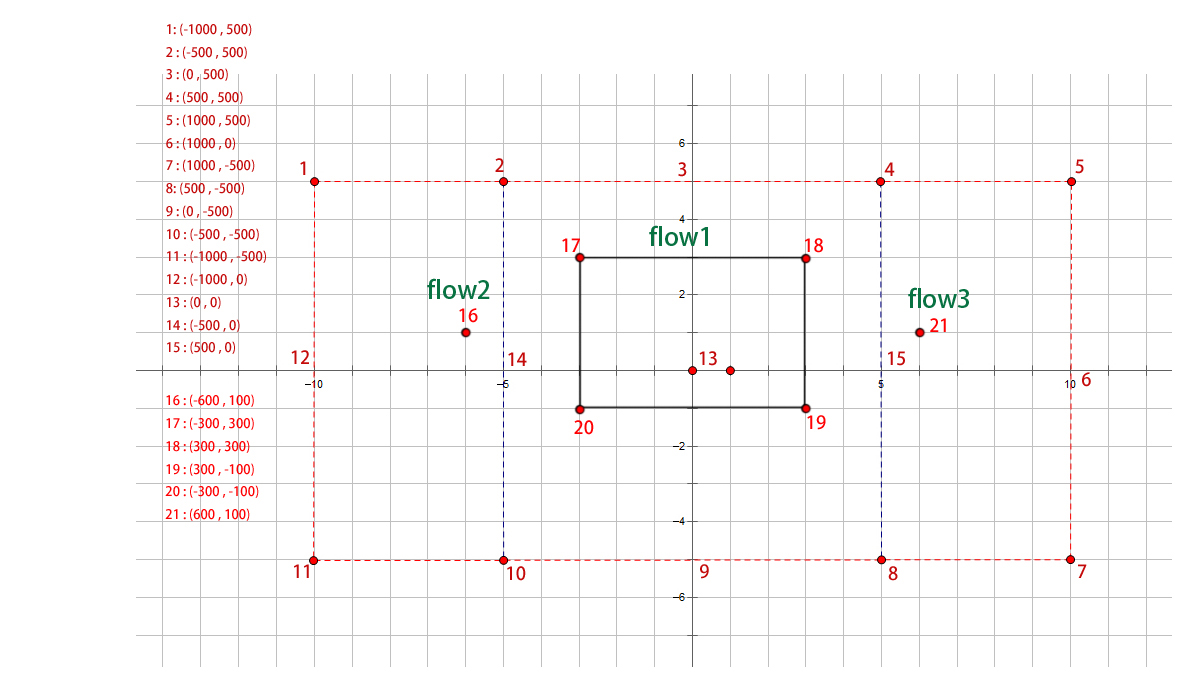 1: (-1000 , 500)
2 : (-500 , 500)
3 : (0 , 500)
4 : (500 , 500)
5 : (1000 , 500)
6 : (1000 , 0)
7 : (1000 , -500)
8: (500 , -500)
9 : (0 , -500)
10 : (-500 , -500)
11 : (-1000 , -500)
12 : (-1000 , 0)
13 : (0 , 0)
14 : (-500 , 0)
15 : (500 , 0)
16 : (-600 , 100)
17 : (-300 , 300)
18 : (300 , 300)
19 : (300 , -100)
20 : (-300 , -100)
21 : (600 , 100)
6
1
2
3
4
5
4
17
flow1
18
flow2
2
flow3
16
21
12
14
13
15
−10
−5
5
10
6
20
19
−2
−4
11
10
9
8
7
−6